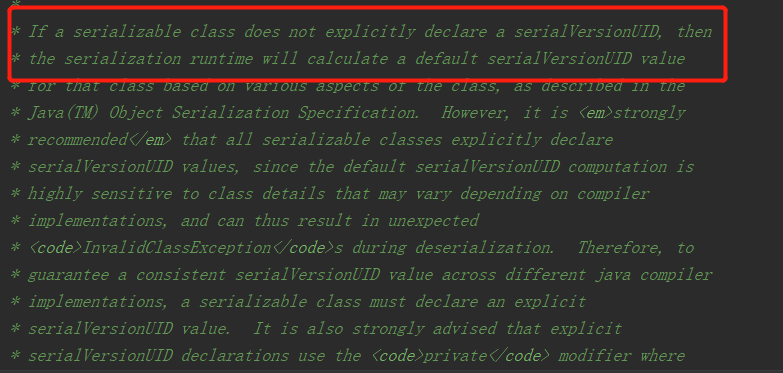 *
* If a serializable class does not explicitly declare a serialVersionUID, then
* the serialization runtime will calculate a default serialVersionUID value
* for that class based on various aspects of the class, as described in the
* Java(TM) Object Serialization Specification.  However, it is <em>strongly
* recommended</em> that all serializable classes explicitly declare
* serialVersionUID values, since the default serialVersionUID computation is
* highly sensitive to class details that may vary depending on compiler
* implementations, and can thus result in unexpected
* <code>InvalidClassException</code>s during deserialization.  Therefore, to
* guarantee a consistent serialVersionUID value across different java compiler
* implementations, a serializable class must declare an explicit
* serialVersionUID value.  It is also strongly advised that explicit
* serialVersionUID declarations use the <code>private</code> modifier where